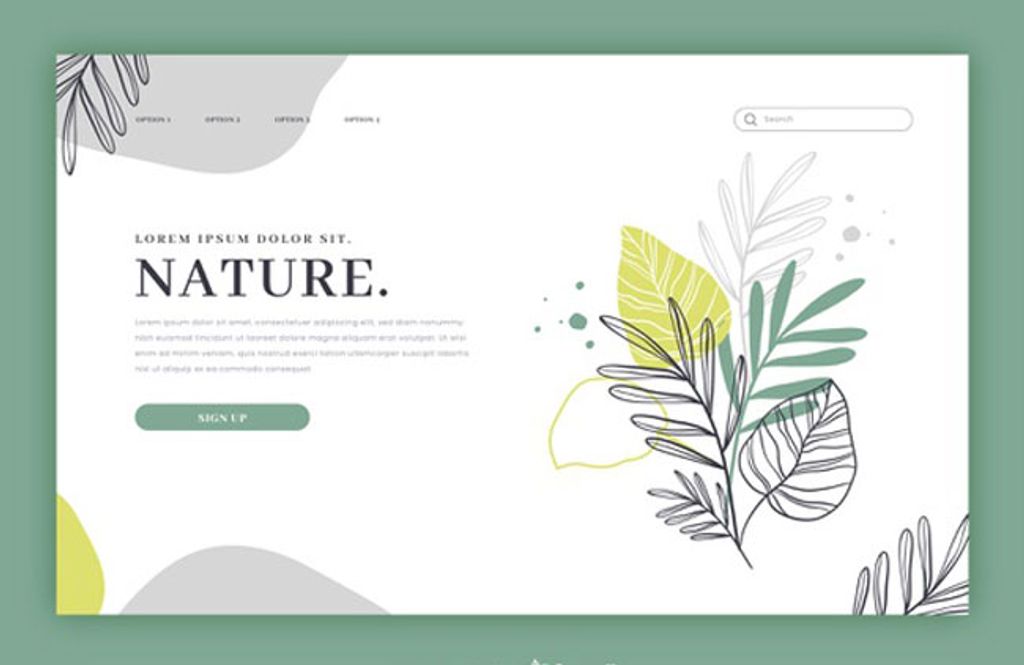 OPTION 1 OPTION 2 OPTION 3 OPTION 4
Search
LOREM IPSUM DOLOR SIT.
NATURE.
Lorem ipsum dolor sit amet, consectetuer adipiscing elit, sed diam nonummy
nibh euismod tincidunt ut laoreet dolore magna aliquam erat volutpat. Ut wisi
enim ad minim veniam, quis nostrud exerci tation ullamcorper suscipit lobortis
nisl ut aliquip ex ea commodo consequat
SIGN UP